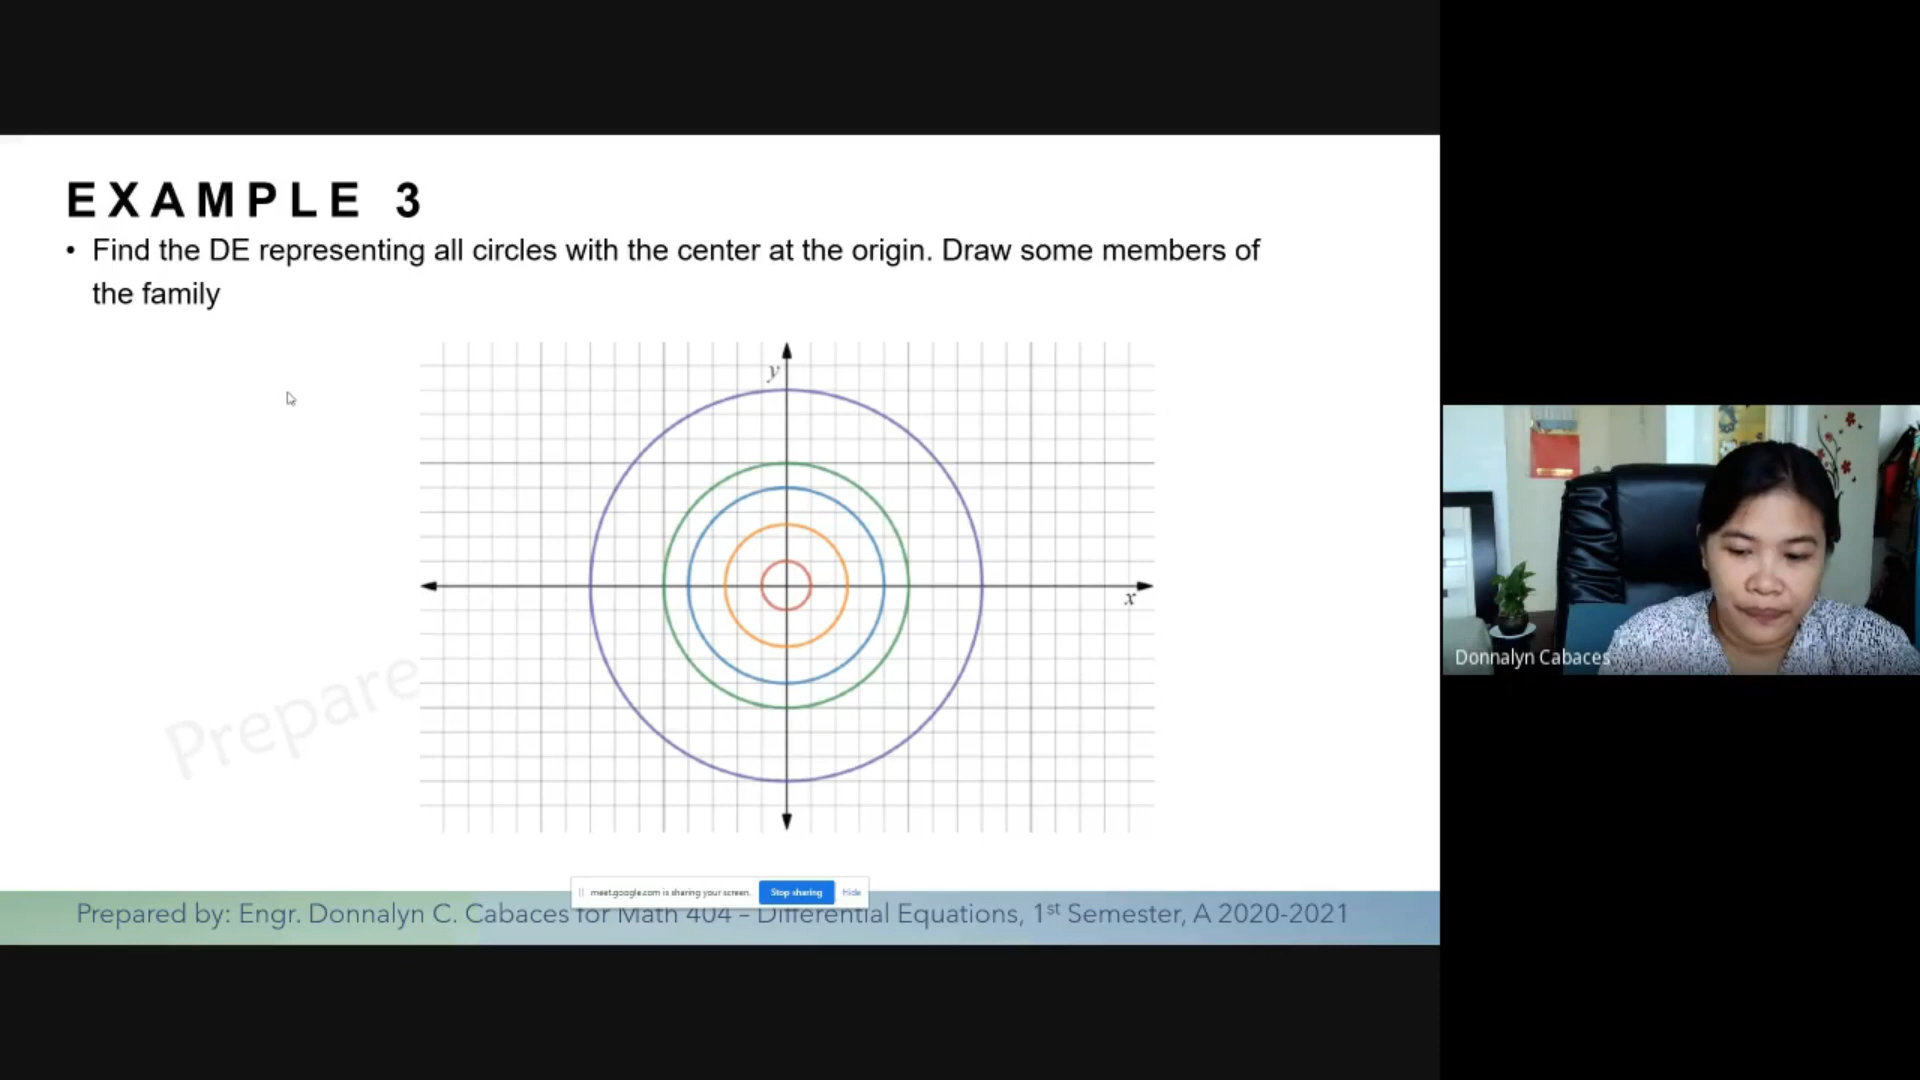 EXAMPLE 3
• Find the DE representing all circles with the center at the origin. Draw some members of
the family
y
x
Prepare
Donnalyn Cabaces
meet.google.com is sharing your screen. Stop sharing Hide
Prepared by: Engr. Donnalyn C. Cabaces for Math 404 – Differential Equations, 1st Semester, A 2020-2021